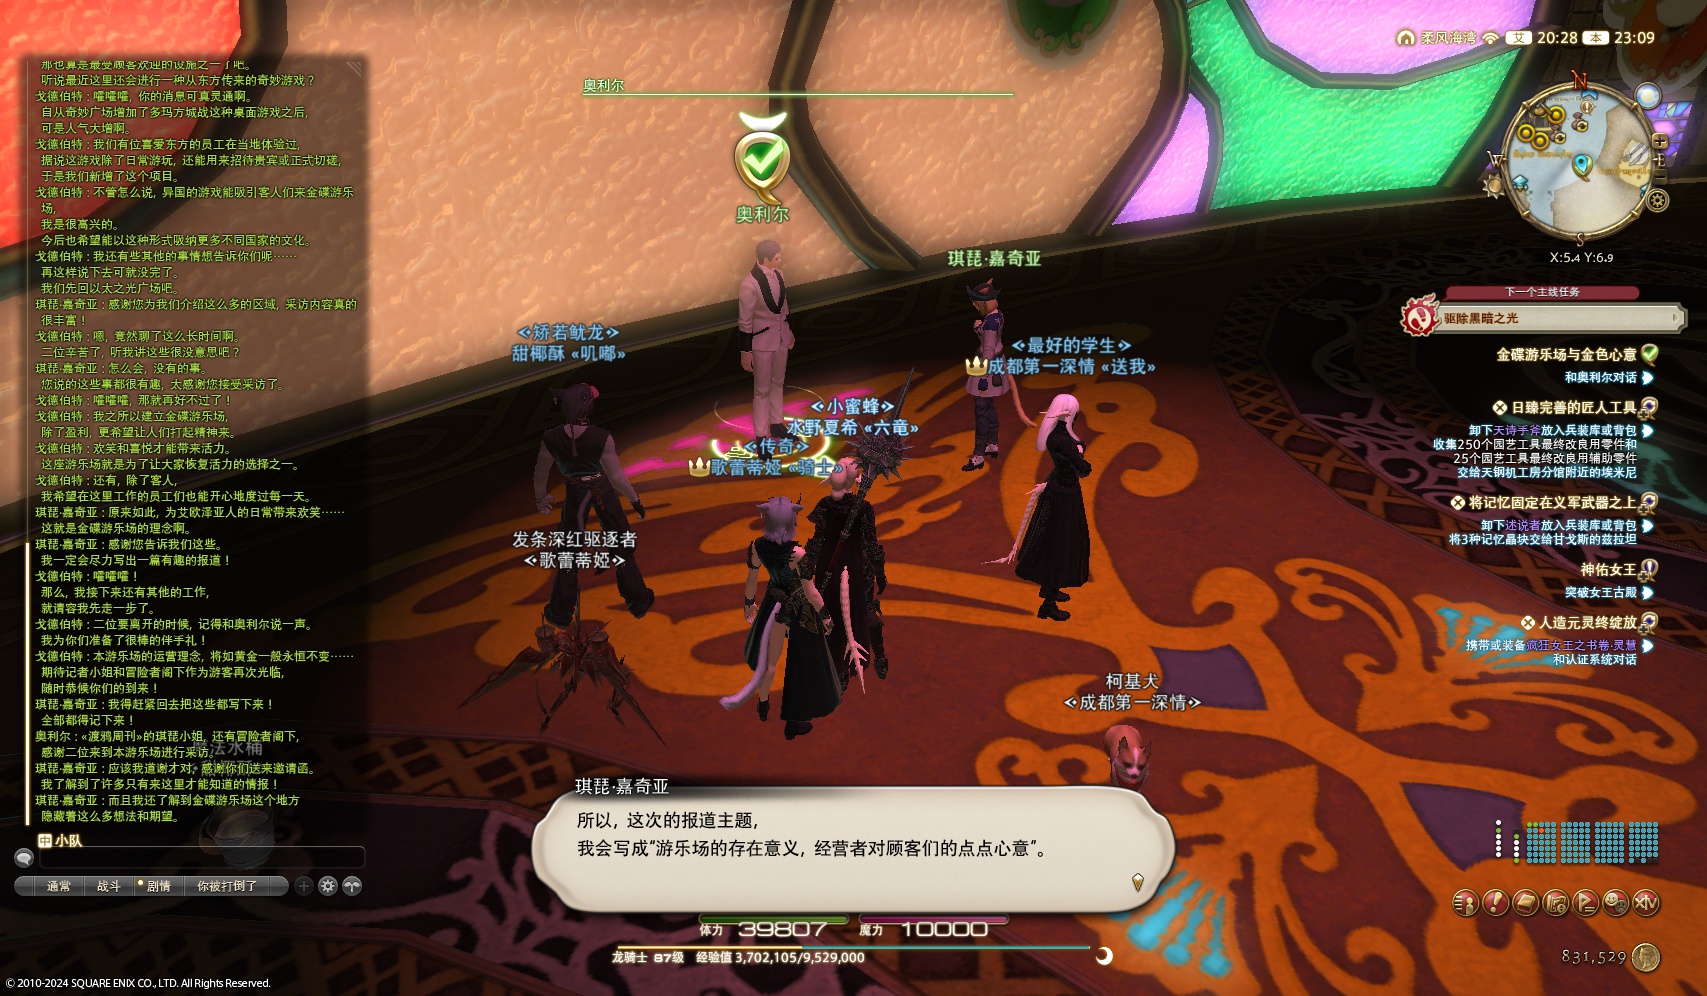 那也算是最受顾客欢迎的设施之一了吧。
听说最近这里还会进行一种从东方传来的奇妙游戏？
戈德伯特：嚯嚯嚯，你的消息可真灵通啊。
自从奇妙广场增加了多玛方城战这种桌面游戏之后，
可是人气大增啊。
戈德伯特：我们有位喜爱东方的员工在当地体验过，
据说这游戏除了日常游玩，还能用来招待贵宾或正式切磋，
于是我们新增了这个项目。
戈德伯特：不管怎么说，异国的游戏能吸引客人们来金碟游乐
场，
我是很高兴的。
今后也希望能以这种形式吸纳更多不同国家的文化。
戈德伯特：我还有些其他的事情想告诉你们呢……
再这样说下去可就没完了。
我们先回以太之光广场吧。
琪琵·嘉奇亚：感谢您为我们介绍这么多的区域，采访内容真的
很丰富！
戈德伯特：嗯，竟然聊了这么长时间啊。
二位辛苦了，听我讲这些很没意思吧？
琪琵·嘉奇亚：怎么会，没有的事。
您说的这些事都很有趣，太感谢您接受采访了。
戈德伯特：嚯嚯嚯，那就再好不过了！
戈德伯特：我之所以建立金碟游乐场，
除了盈利，更希望让人们打起精神来。
戈德伯特：欢笑和喜悦才能带来活力。
这座游乐场就是为了让大家恢复活力的选择之一。
戈德伯特：还有，除了客人，
我希望在这里工作的员工们也能开心地度过每一天。
琪琵·嘉奇亚：原来如此，为艾欧泽亚人的日常带来欢笑……
这就是金碟游乐场的理念啊。
琪琵·嘉奇亚：感谢您告诉我们这些。
我一定会尽力写出一篇有趣的报道！
戈德伯特：嚯嚯嚯！
那么，我接下来还有其他的工作，
就请容我先走一步了。
戈德伯特：二位要离开的时候，记得和奥利尔说一声。
我为你们准备了很棒的伴手礼！
戈德伯特：本游乐场的运营理念，将如黄金一般永恒不变……
期待记者小姐和冒险者阁下作为游客再次光临，
随时恭候你们的到来！
琪琵·嘉奇亚：我得赶紧回去把这些都写下来！
全部都得记下来！
奥利尔：«渡鸦周刊»的琪琵小姐，还有冒险者阁下，
感谢二位来到本游乐场进行采访。
琪琵·嘉奇亚：应该我道谢才对，感谢你们送来邀请函。
我了解到了许多只有来这里才能知道的情报！
琪琵·嘉奇亚：而且我还了解到金碟游乐场这个地方
隐藏着这么多想法和期望。
小队
通常 战斗 剧情 你被打倒了
© 2010-2024 SQUARE ENIX CO., LTD. All Rights Reserved.
奥利尔
奥利尔
琪琵·嘉奇亚
矫若鱿龙
甜椰酥 «叽嘟»
最好的学生
成都第一深情 «送我»
小蜜蜂
水野夏希 «六竜»
传奇
歌蕾蒂娅 «骑士»
发条深红驱逐者
歌蕾蒂娅
柯基犬
成都第一深情
琪琵·嘉奇亚
所以，这次的报道主题，
我会写成“游乐场的存在意义，经营者对顾客们的点点心意”。
体力 39807 魔力 10000
龙骑士 87级 经验值 3,702,105/9,529,000
柔风海湾 艾 20:28 本 23:09
N
W
E
S
X:5.4 Y:6.9
下一个主线任务
驱除黑暗之光
金碟游乐场与金色心意
和奥利尔对话
日臻完善的匠人工具
卸下天诗手斧放入兵装库或背包
收集250个园艺工具最终改良用零件和
25个园艺工具最终改良用辅助零件
交给天钢机工房分馆附近的埃米尼
将记忆固定在义军武器之上
卸下述说者放入兵装库或背包
将3种记忆晶块交给甘戈斯的兹拉坦
神佑女王
突破女王古殿
人造元灵终绽放
携带或装备疯狂女王之书卷·灵慧
和认证系统对话
XIV
831,529